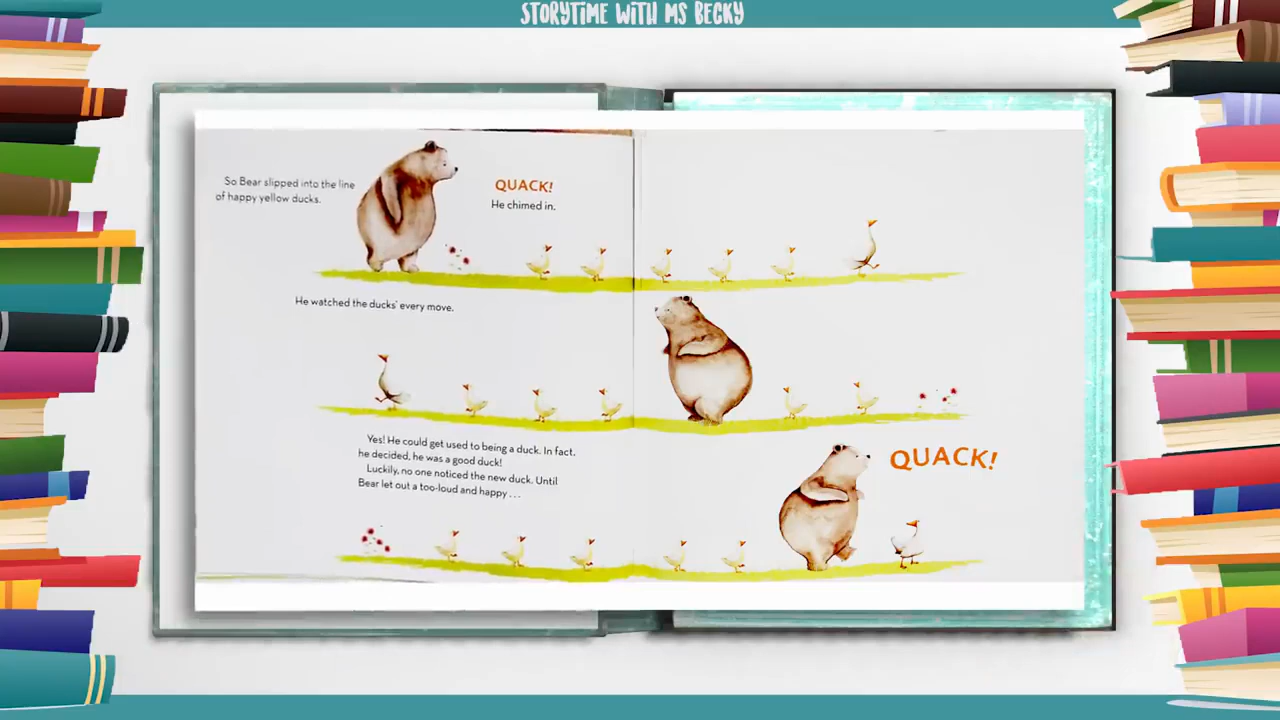 STORYTIME WITH MS BECKY
So Bear slipped into the line
of happy yellow ducks.
QUACK!
He chimed in.
He watched the ducks' every move.
Yes! He could get used to being a duck. In fact,
he decided, he was a good duck!
Luckily, no one noticed the new duck. Until
Bear let out a too-loud and happy . . .
QUACK!